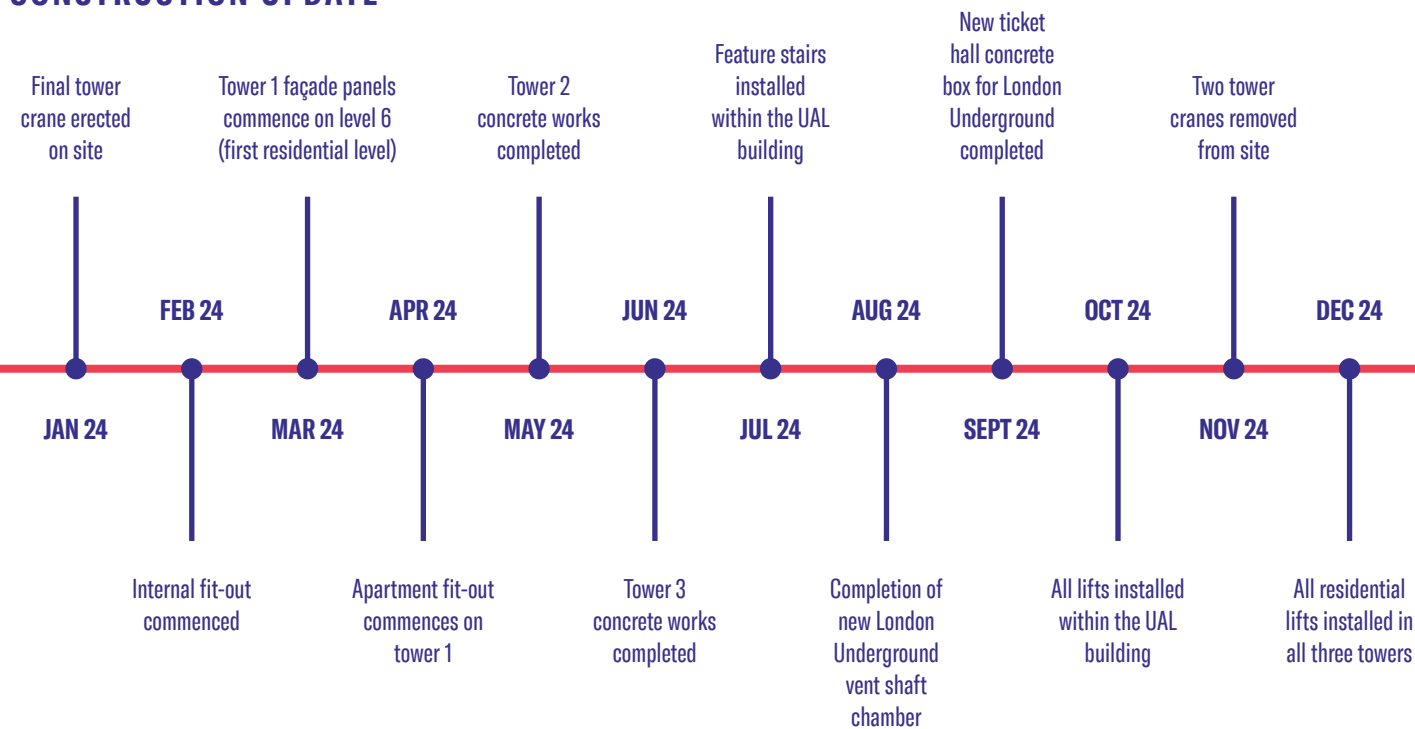 CONSTRUCTION UPDATE
Final tower
crane erected
on site
Tower 1 façade panels
commence on level 6
(first residential level)
Tower 2
concrete works
completed
Feature stairs
installed
within the UAL
building
New ticket
hall concrete
box for London
Underground
completed
Two tower
cranes removed
from site
FEB 24
APR 24
JUN 24
AUG 24
OCT 24
DEC 24
JAN 24
MAR 24
MAY 24
JUL 24
SEPT 24
NOV 24
Internal fit-out
commenced
Apartment fit-out
commences on
tower 1
Tower 3
concrete works
completed
Completion of
new London
Underground
vent shaft
chamber
All lifts installed
within the UAL
building
All residential
lifts installed in
all three towers